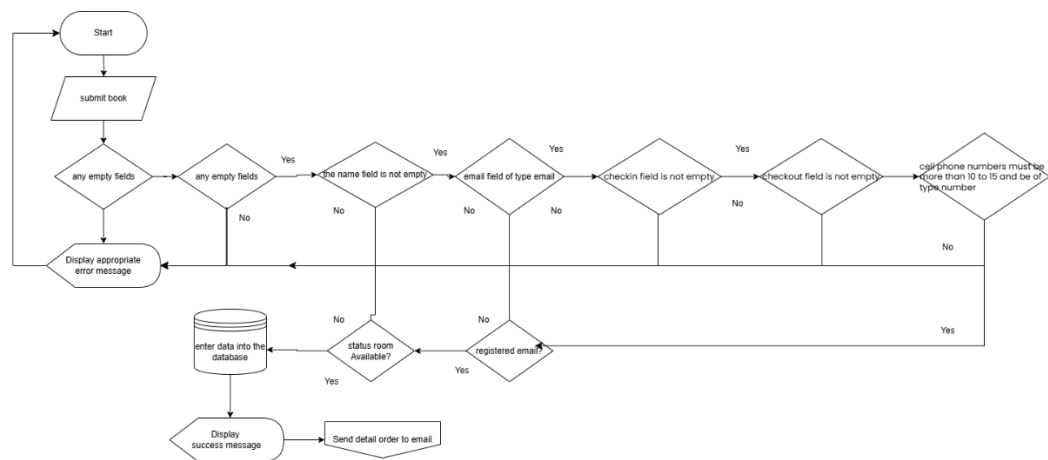 Start
submit book
any empty fields
any empty fields
Yes
No
the name field is not empty
Yes
No
email field of type email
Yes
No
No
checkin field is not empty
Yes
No
checkout field is not empty
cell phone numbers must be
more than 10 to 15 and be of
type number
No
Yes
Display appropriate
error message
registered email?
No
Yes
status room
Available?
No
Yes
enter data into the
database
Display
success message
Send detail order to email